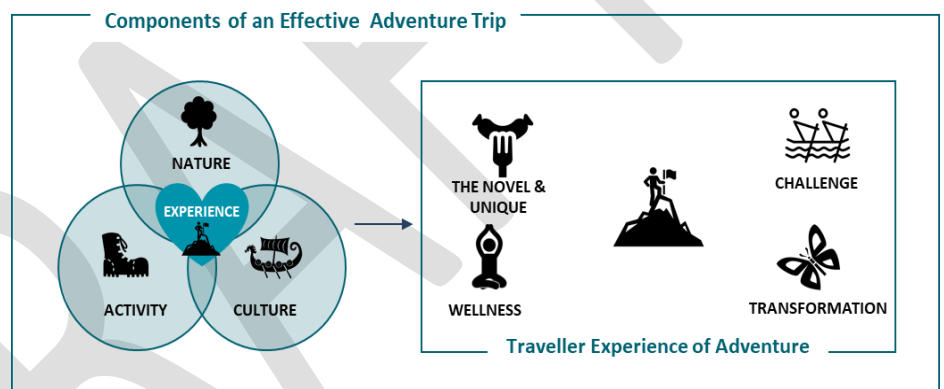 Components of an Effective Adventure Trip
NATURE
EXPERIENCE
ACTIVITY
CULTURE
THE NOVEL &
UNIQUE
CHALLENGE
WELLNESS
TRANSFORMATION
Traveller Experience of Adventure